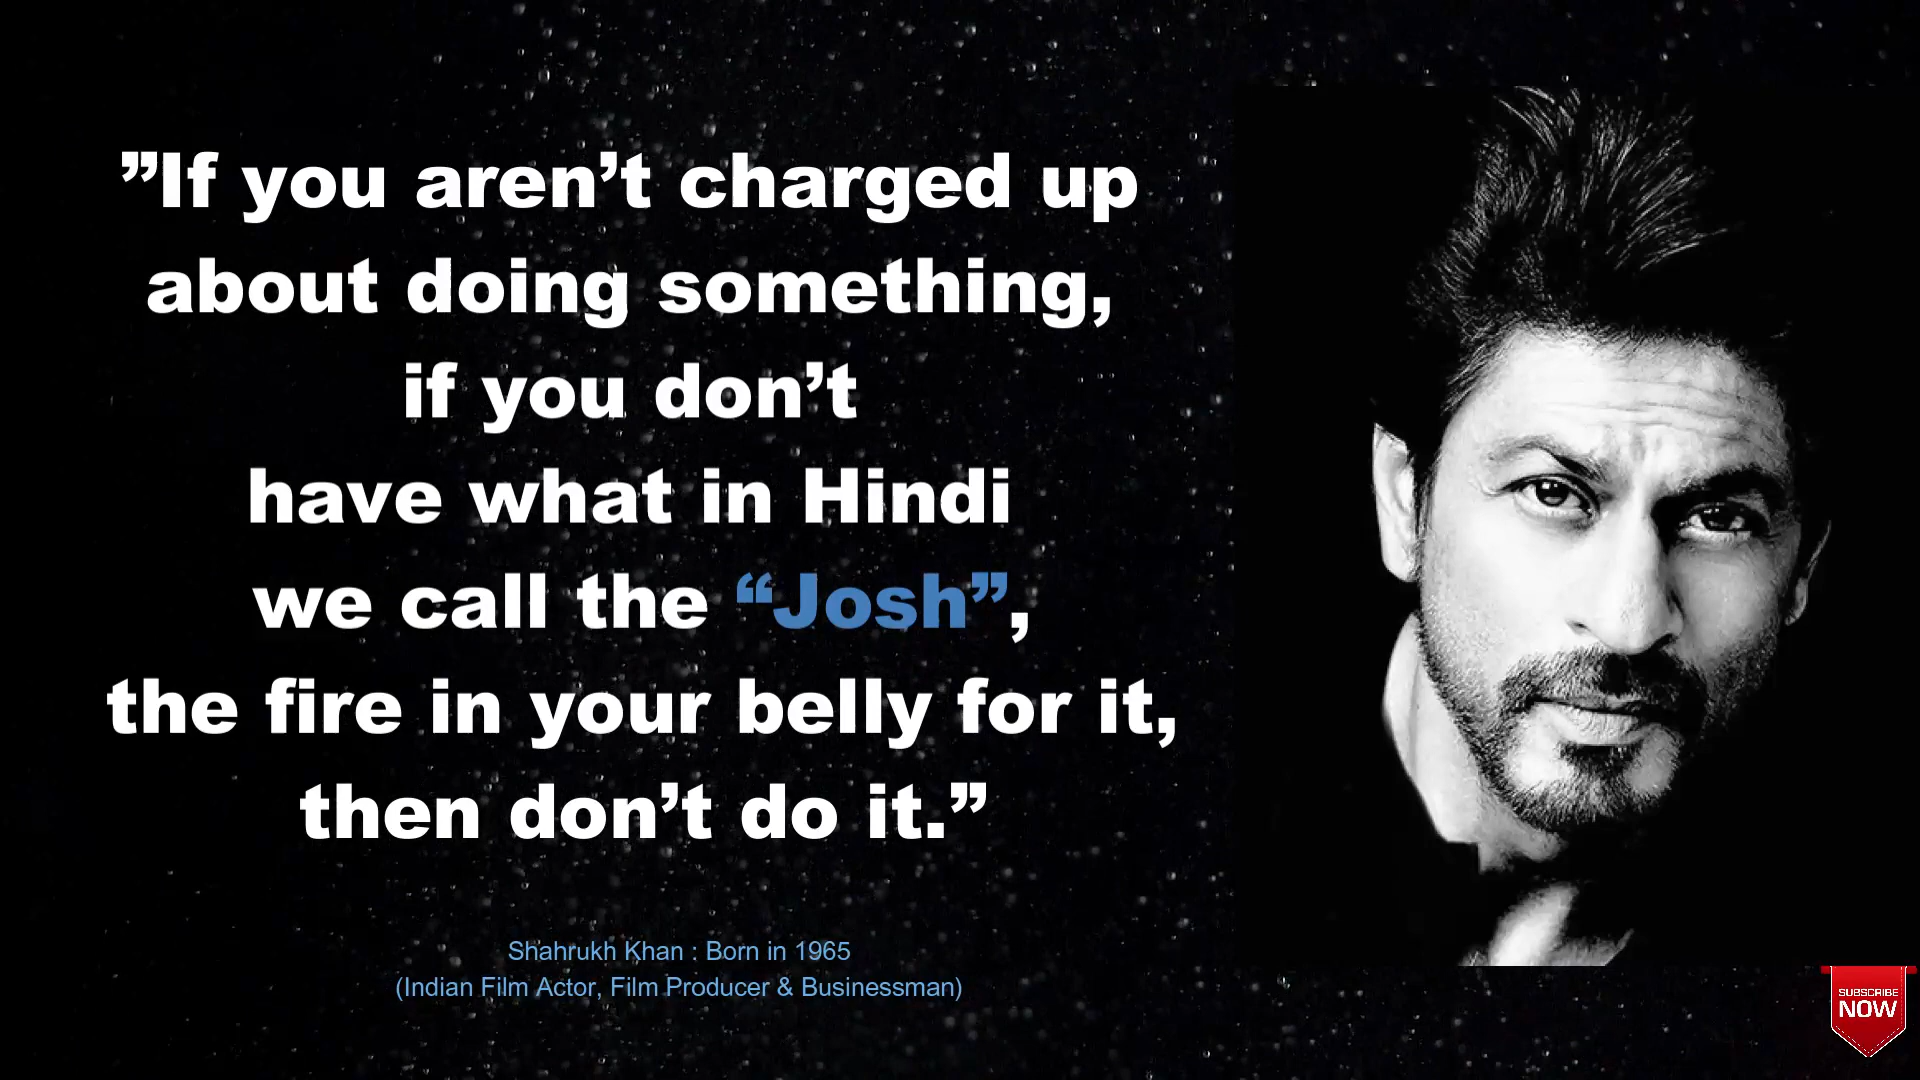 ”If you aren’t charged up
about doing something,
if you don’t
have what in Hindi
we call the “Josh”,
the fire in your belly for it,
then don’t do it.”
Shahrukh Khan : Born in 1965
(Indian Film Actor, Film Producer & Businessman)
SUBSCRIBE
NOW